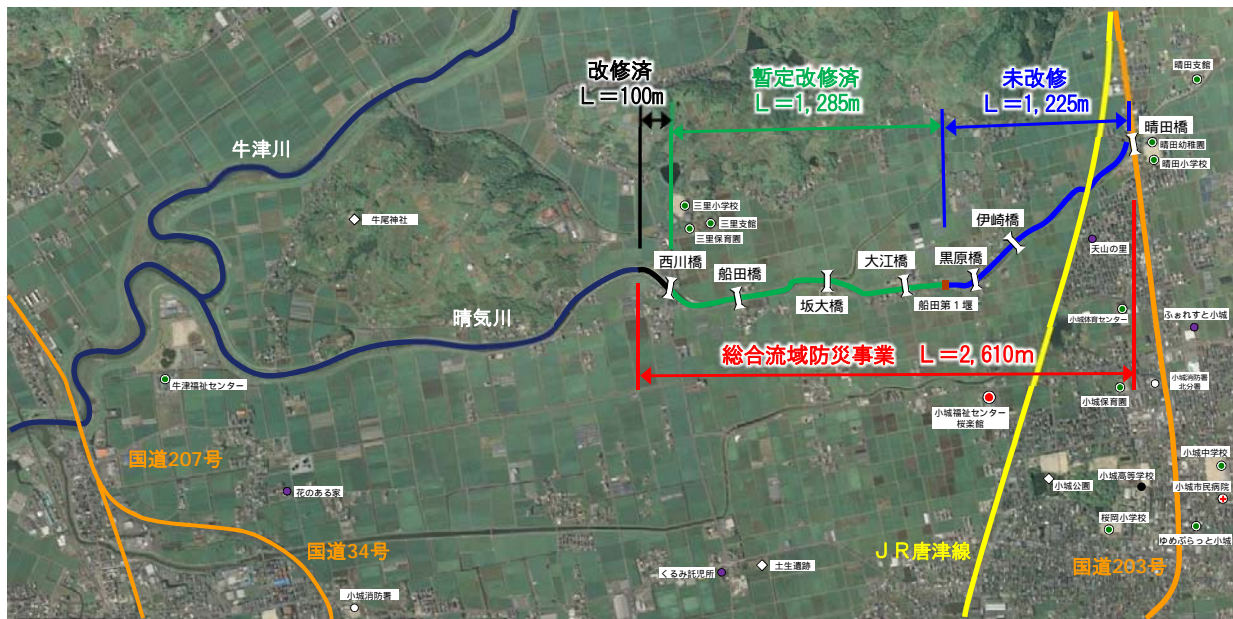 改修済
L=100m
暫定改修済
L=1,285m
未改修
L=1,225m
晴田支館
晴田橋
晴田幼稚園
晴田小学校
牛津川
牛尾神社
三里小学校
三里支館
三里保育園
伊崎橋
天山の里
西川橋
船田橋
大江橋
黒原橋
坂大橋
船田第1堰
晴気川
小城体育センター
ふぉれすと小城
総合流域防災事業 L=2,610m
牛津福祉センター
小城消防署
北分署
小城保育園
小城福祉センター
桜楽館
国道207号
小城中学校
小城高等学校
小城公園
小城市民病院
花のある家
桜岡小学校
ゆめぷらっと小城
国道34号
JR唐津線
国道203号
くるみ託児所
土生遺跡
小城消防署